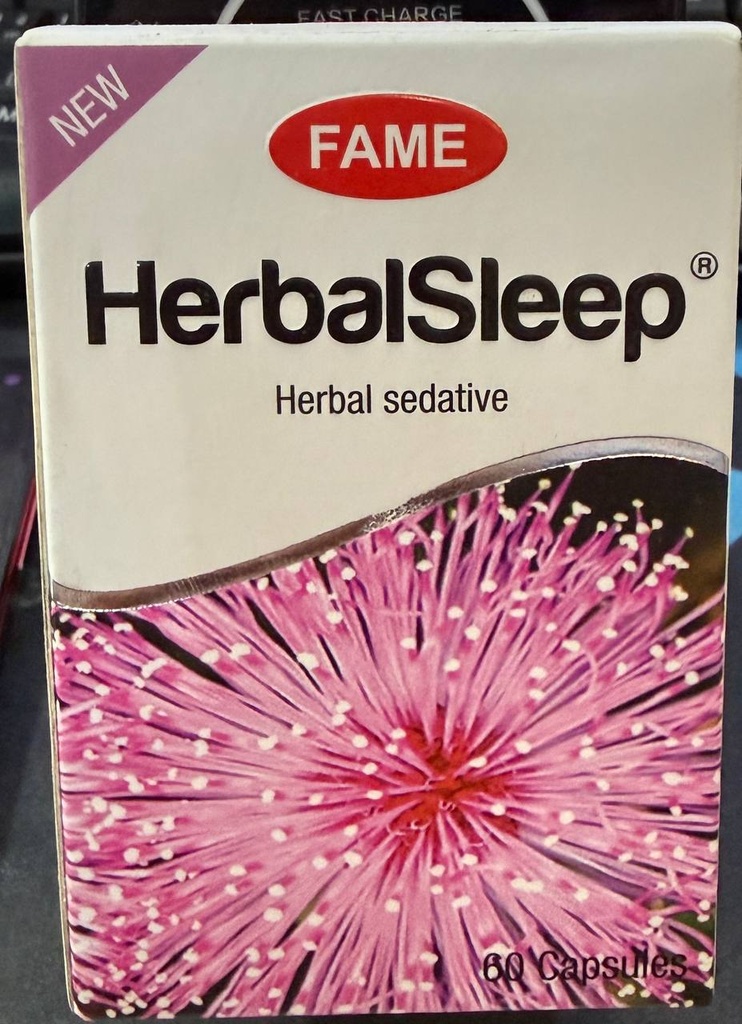 FAST CHARGE
NEW
FAME
HerbalSleep®
Herbal sedative
60 Capsules